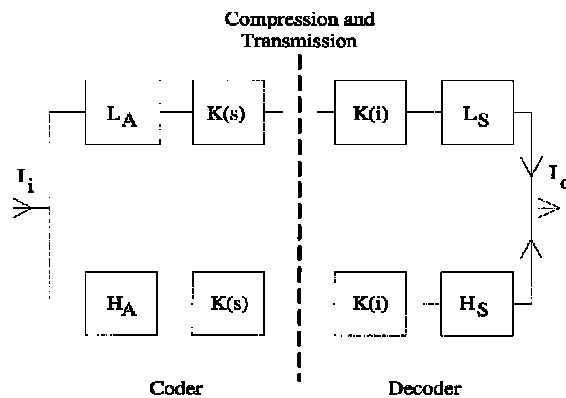 Compression and
Transmission
L_A K(s) K(i) L_S
I_i I_o
H_A K(s) K(i) H_S
Coder Decoder